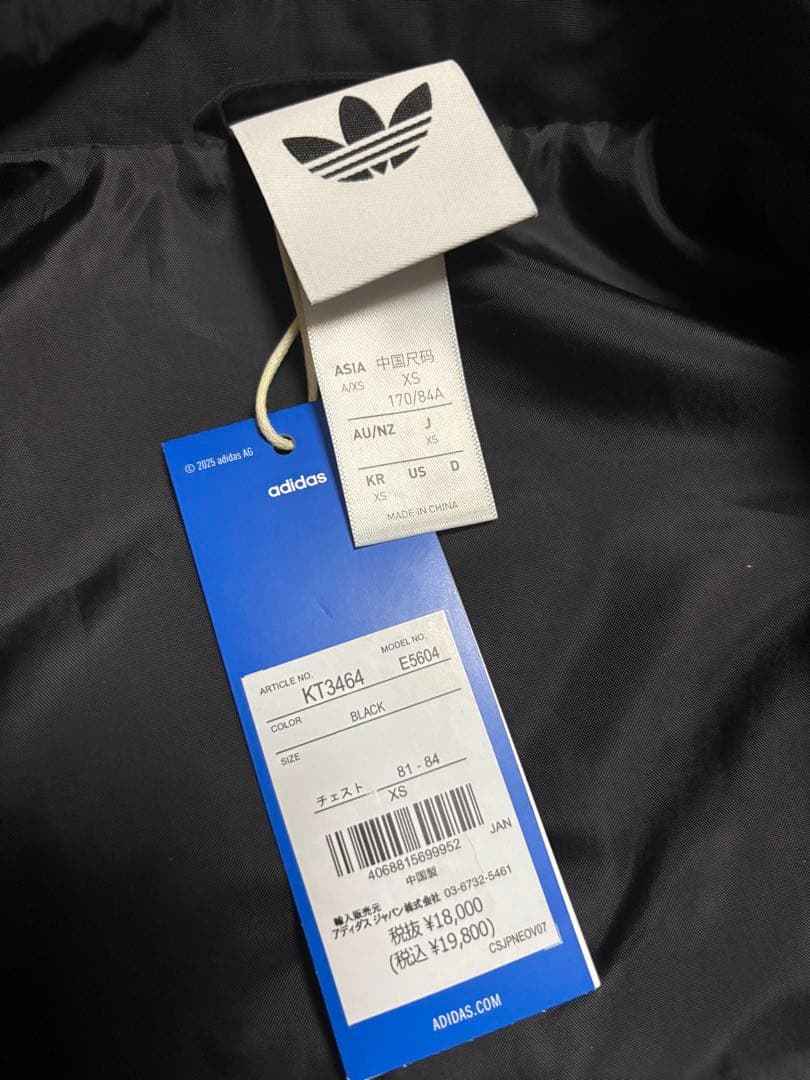 ASIA 中国尺码
A/XS XS
170/84A
AU/NZ J
XS
KR US D
XS
MADE IN CHINA
© 2025 adidas AG
adidas
ARTICLE NO. MODEL NO.
KT3464 E5604
COLOR BLACK
SIZE
チェスト 81 - 84
XS
JAN
4068815699952
中国製
輸入販売元
アディダス ジャパン株式会社 03-6732-5461
税抜 ¥18,000
(税込 ¥19,800)
CSJPNEOV07
ADIDAS.COM